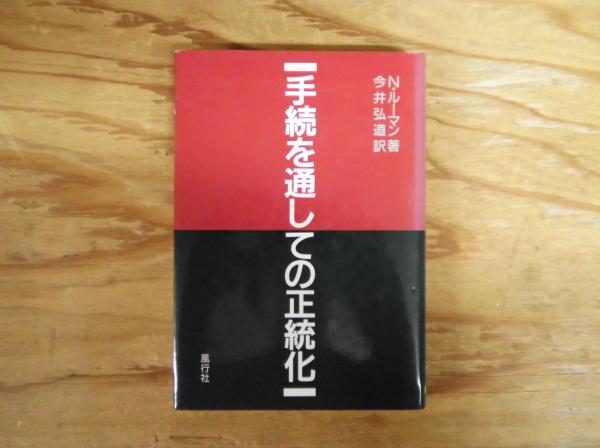 N・ルーマン著
今井弘道訳
手続を通しての正統化
風行社